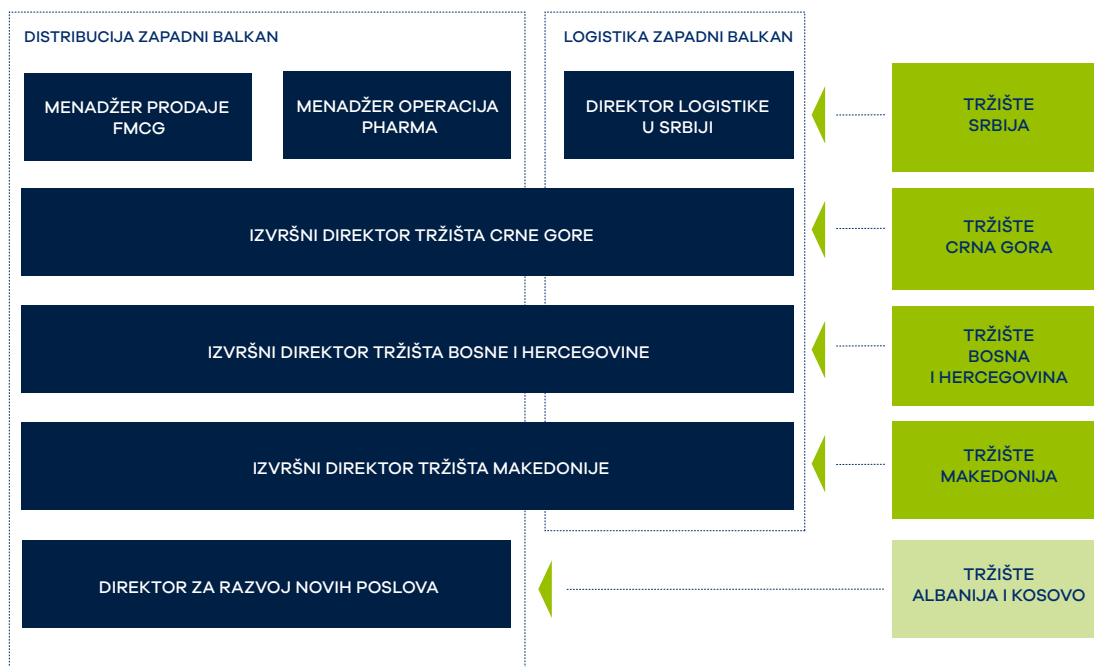 DISTRIBUCIJA ZAPADNI BALKAN
LOGISTIKA ZAPADNI BALKAN
MENADŽER PRODAJE
FMCG
MENADŽER OPERACIJA
PHARMA
DIREKTOR LOGISTIKE
U SRBIJI
TRŽIŠTE
SRBIJA
IZVRŠNI DIREKTOR TRŽIŠTA CRNE GORE
TRŽIŠTE
CRNA GORA
IZVRŠNI DIREKTOR TRŽIŠTA BOSNE I HERCEGOVINE
TRŽIŠTE
BOSNA
I HERCEGOVINA
IZVRŠNI DIREKTOR TRŽIŠTA MAKEDONIJE
TRŽIŠTE
MAKEDONIJA
DIREKTOR ZA RAZVOJ NOVIH POSLOVA
TRŽIŠTE
ALBANIJA I KOSOVO